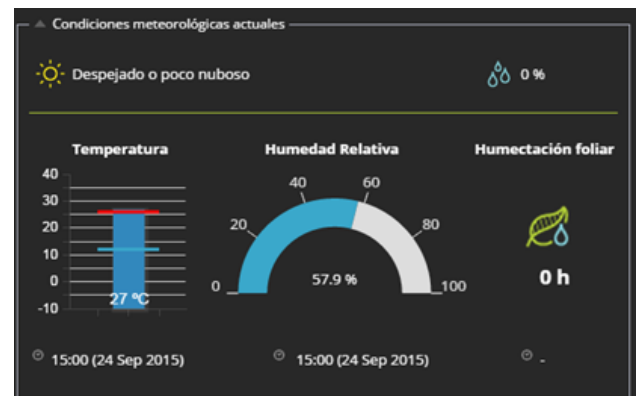 Condiciones meteorológicas actuales
Despejado o poco nuboso
0 %
Temperatura
Humedad Relativa
Humectación foliar
40
30
20
10
0
-10
27 ºC
0
20
40
60
80
100
57.9 %
0 h
15:00 (24 Sep 2015)
15:00 (24 Sep 2015)
-